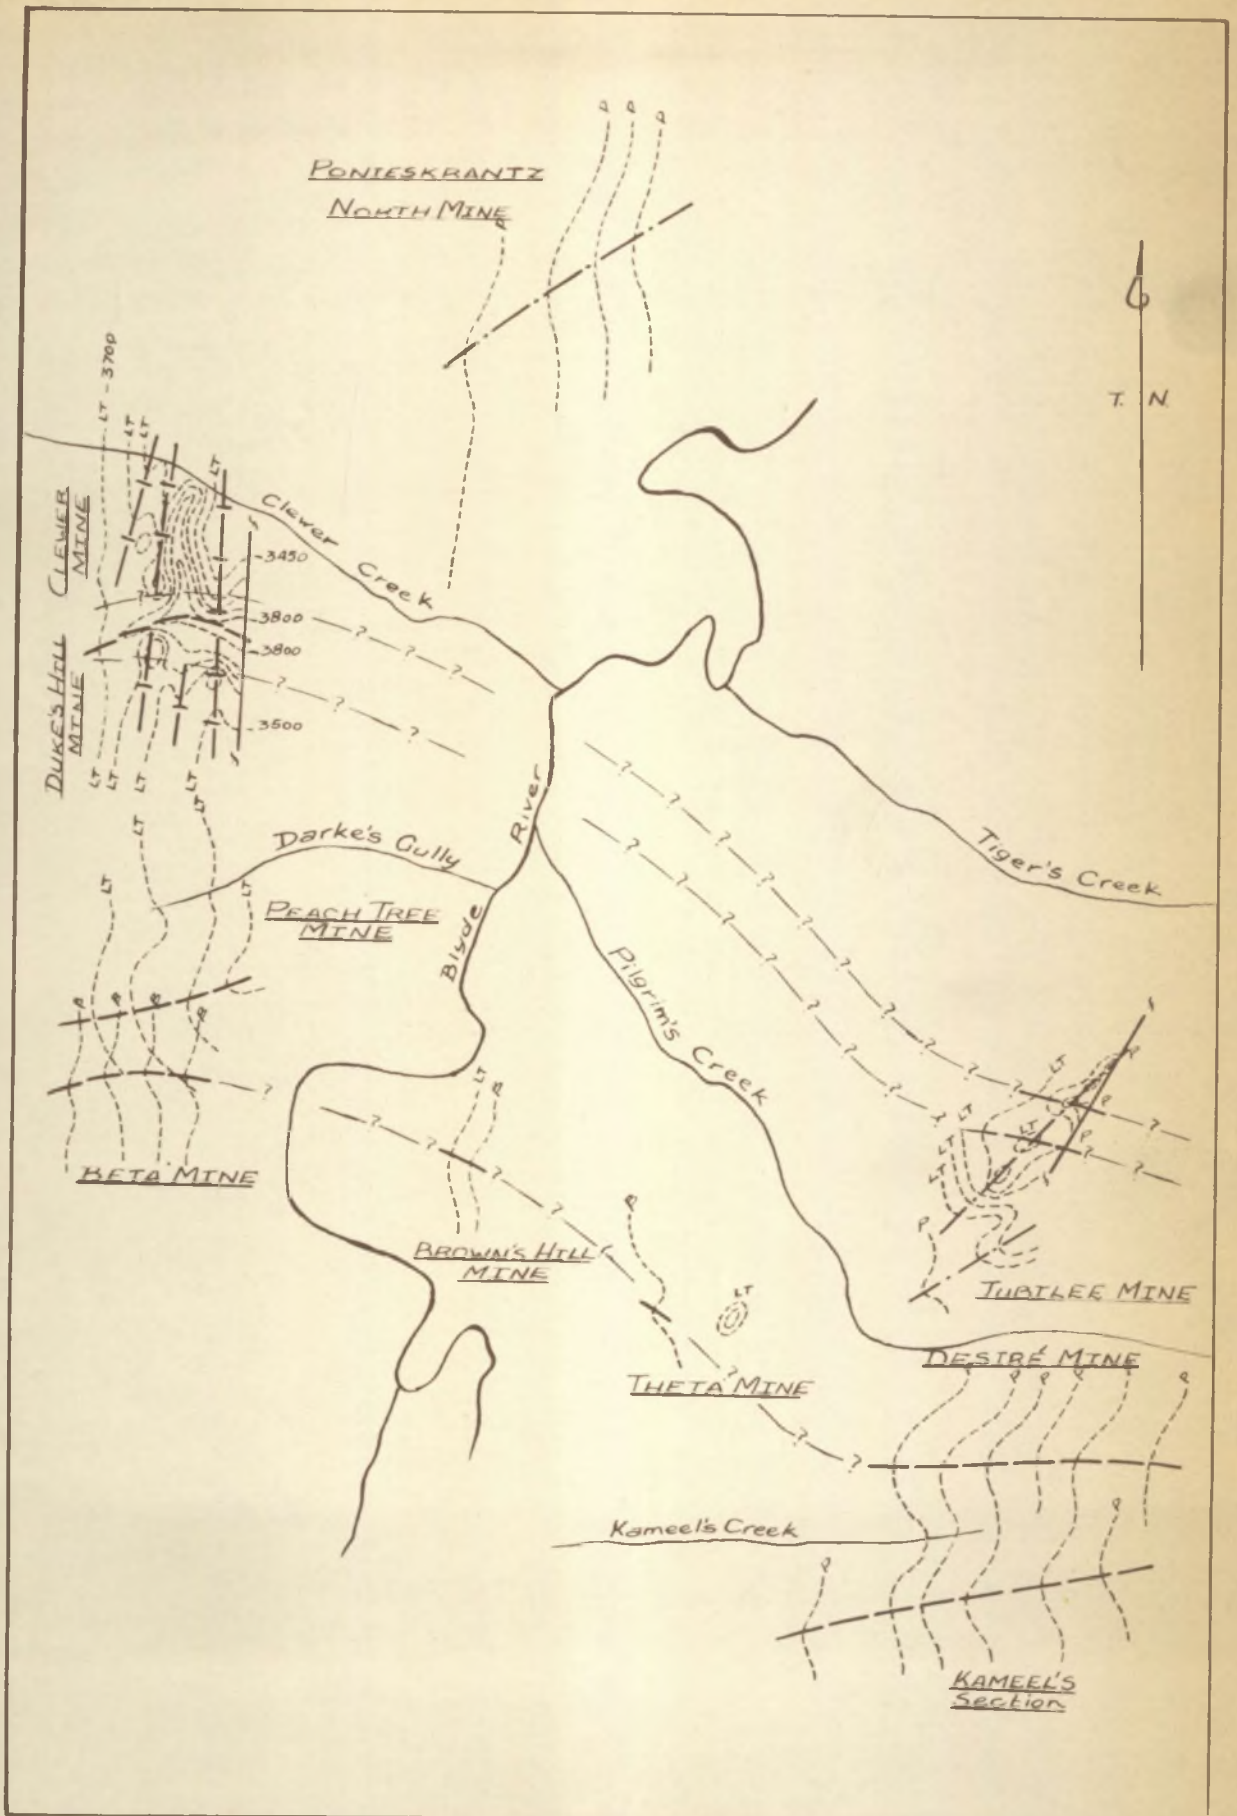 PONIESKRANTZ
NORTH MINE
T. N.
LT - 3700
LT
LT
LT
CLEWER
MINE
Clewer Creek
3450
3800
3800
3500
DUKE'S HILL
MINE
LT
LT
LT
LT
LT
LT
Darke's Gully
LT
LT
PEACH TREE
MINE
River
Blyde
Tiger's Creek
Pilgrim's Creek
BETA MINE
LT
BROWN'S HILL
MINE
LT
THETA MINE
LT
LT
LT
LT
LT
P
P
P
P
JUBILEE MINE
DESIRÉ MINE
Kameel's Creek
KAMEEL'S
Section